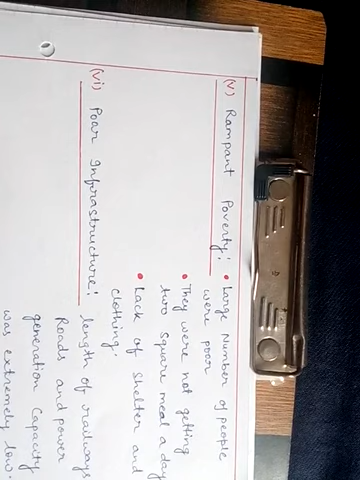 (V) Rampant Poverty: • Large Number of people
were poor
• They were not getting
two square meal a day
• Lack of shelter and
clothing.
(Vi) Poar Infrastructure: length of railways
Roads and power
generation Capacity
was extremely low.